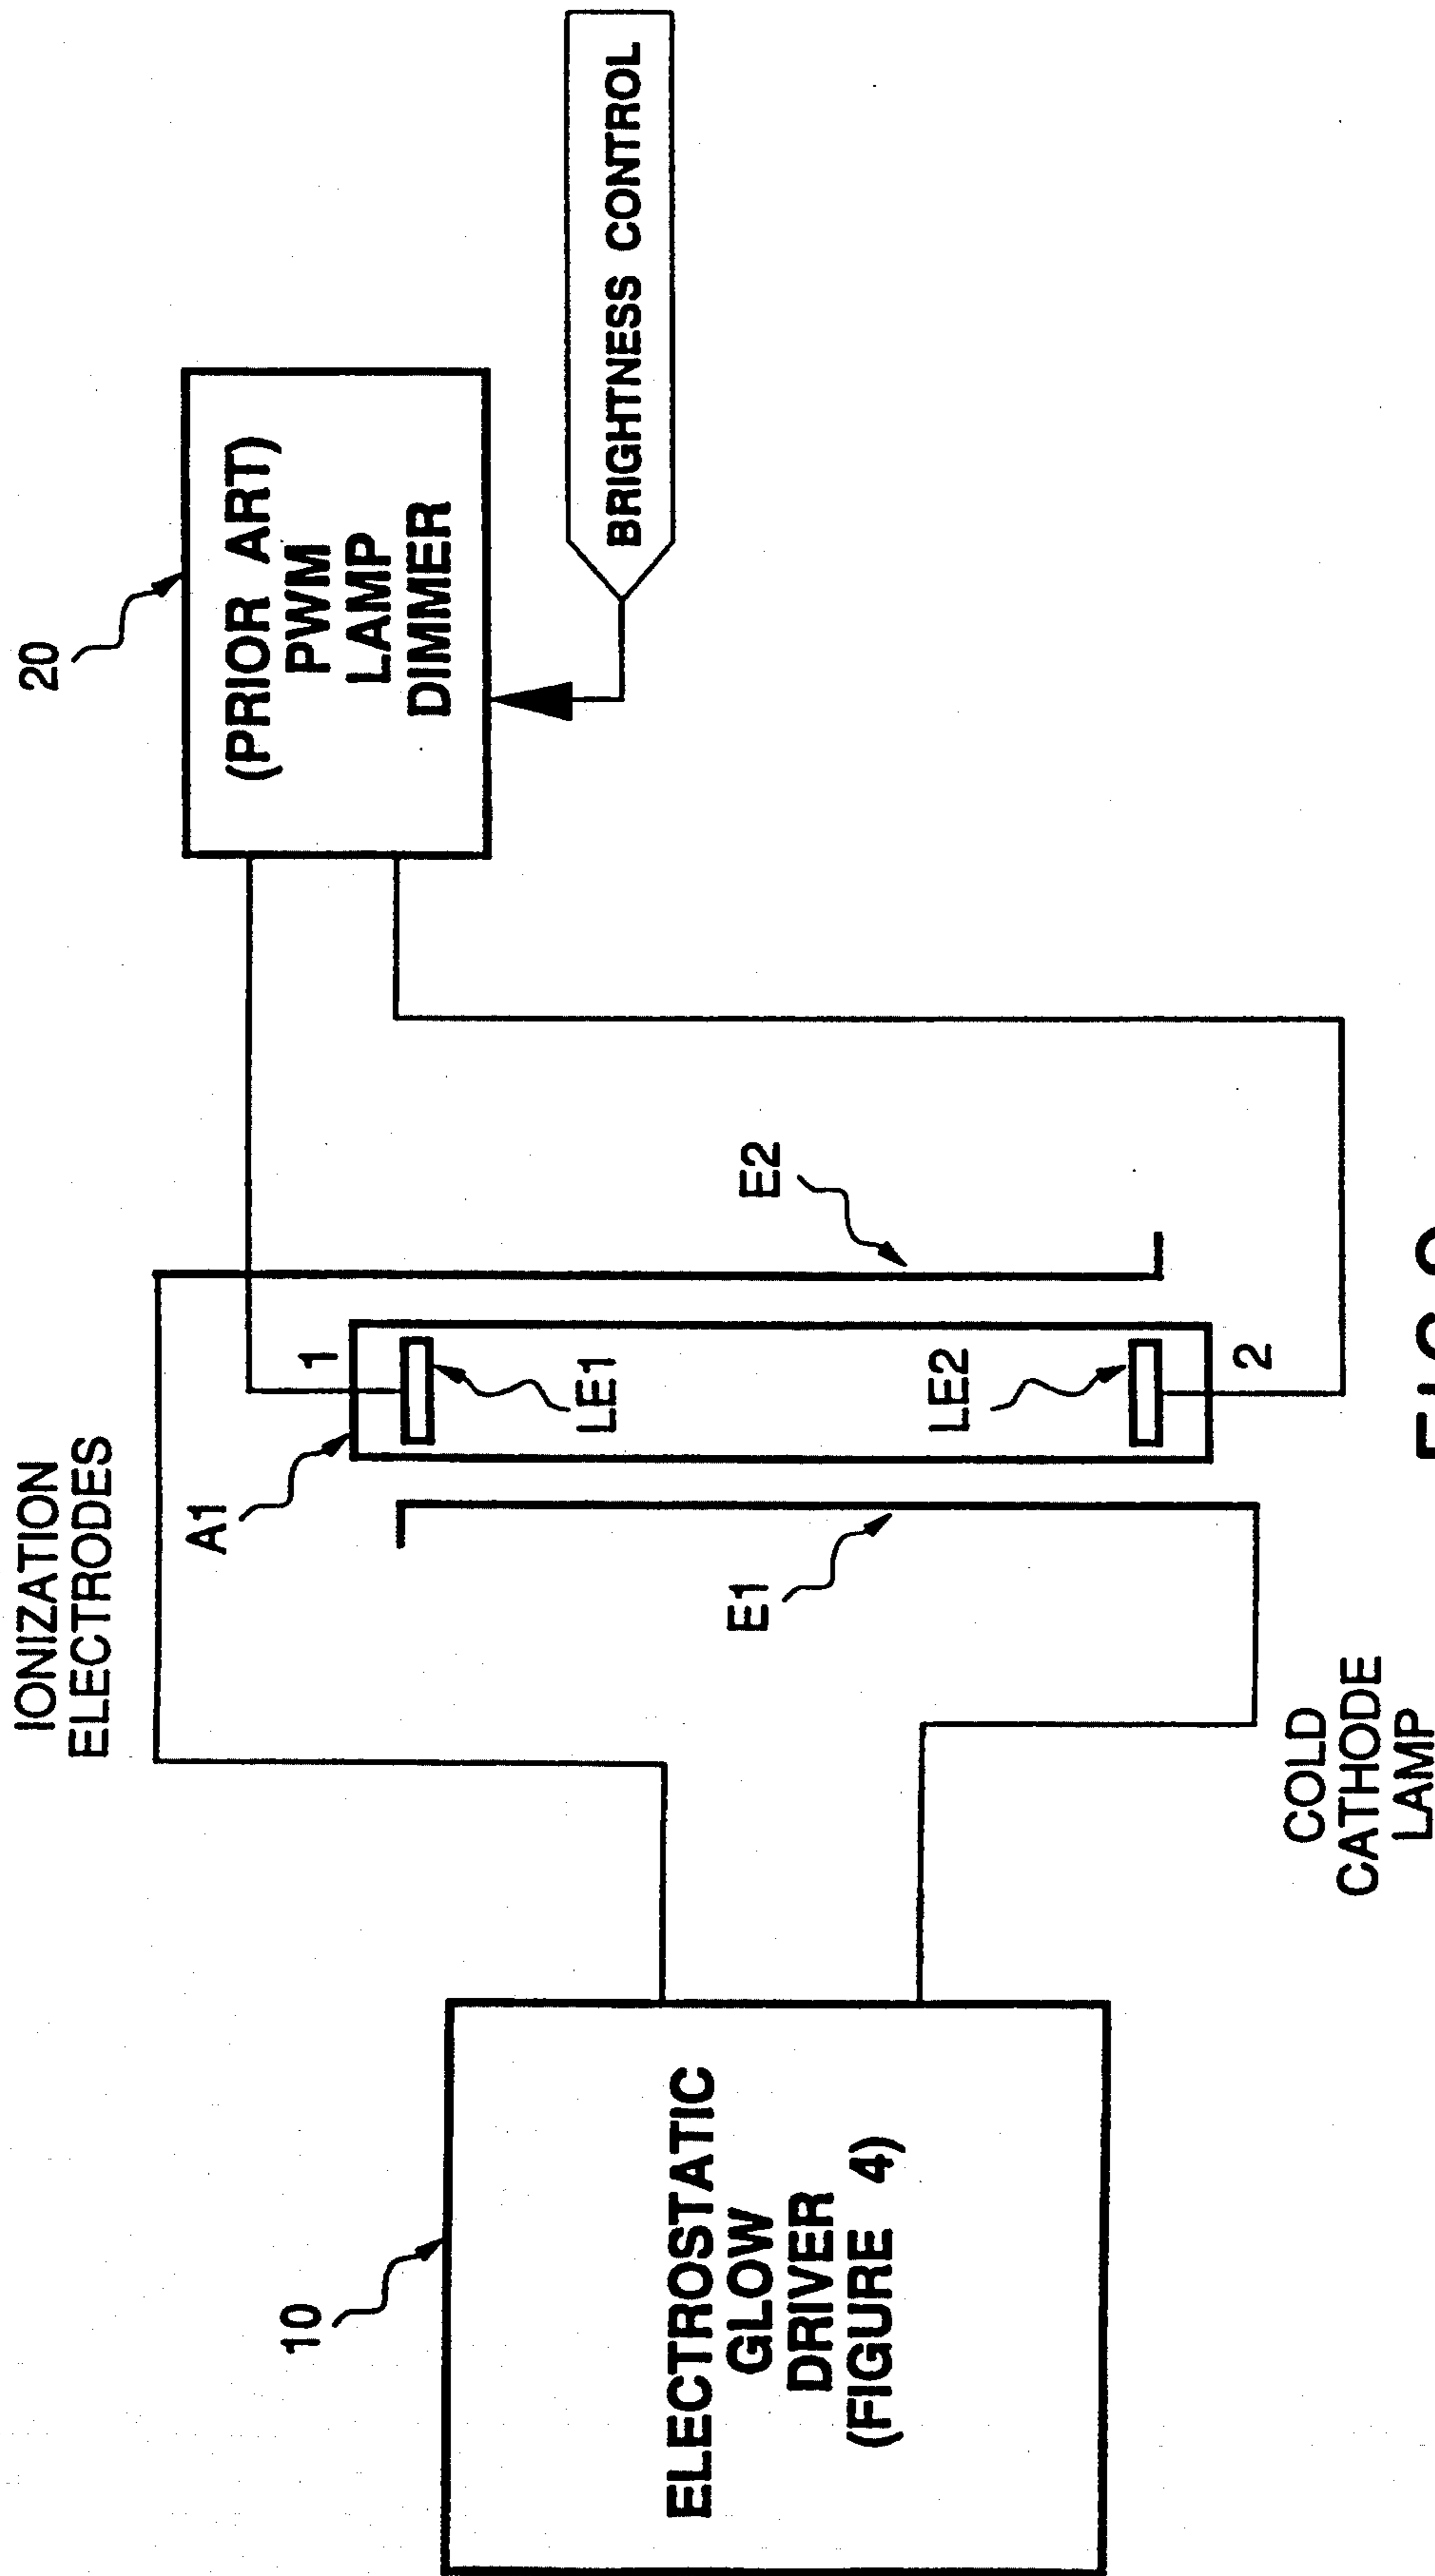 IONIZATION
ELECTRODES
20
(PRIOR ART)
PWM
LAMP
DIMMER
BRIGHTNESS CONTROL
A1
1
LE1
LE2
2
E1
E2
10
ELECTROSTATIC
GLOW
DRIVER
(FIGURE 4)
COLD
CATHODE
LAMP